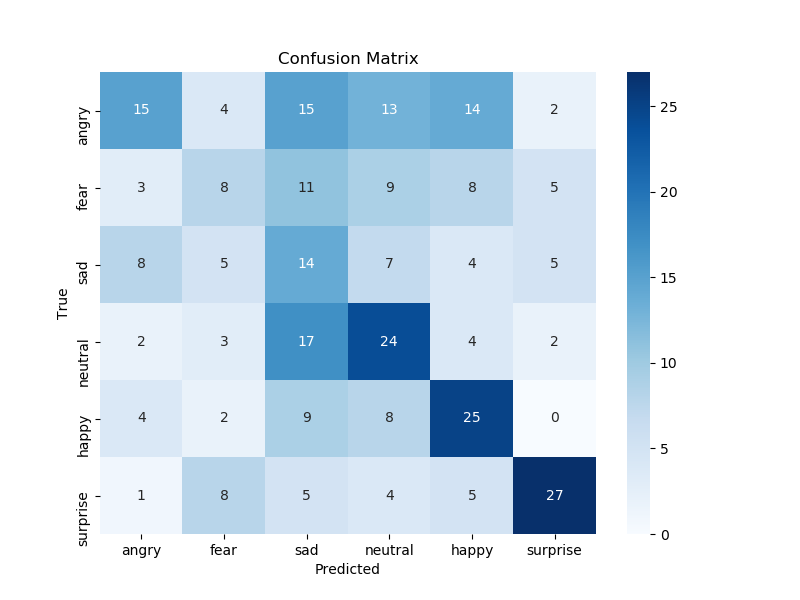 Confusion Matrix
True
angry 15 4 15 13 14 2
fear 3 8 11 9 8 5
sad 8 5 14 7 4 5
neutral 2 3 17 24 4 2
happy 4 2 9 8 25 0
surprise 1 8 5 4 5 27
angry fear sad neutral happy surprise
Predicted
25
20
15
10
5
0